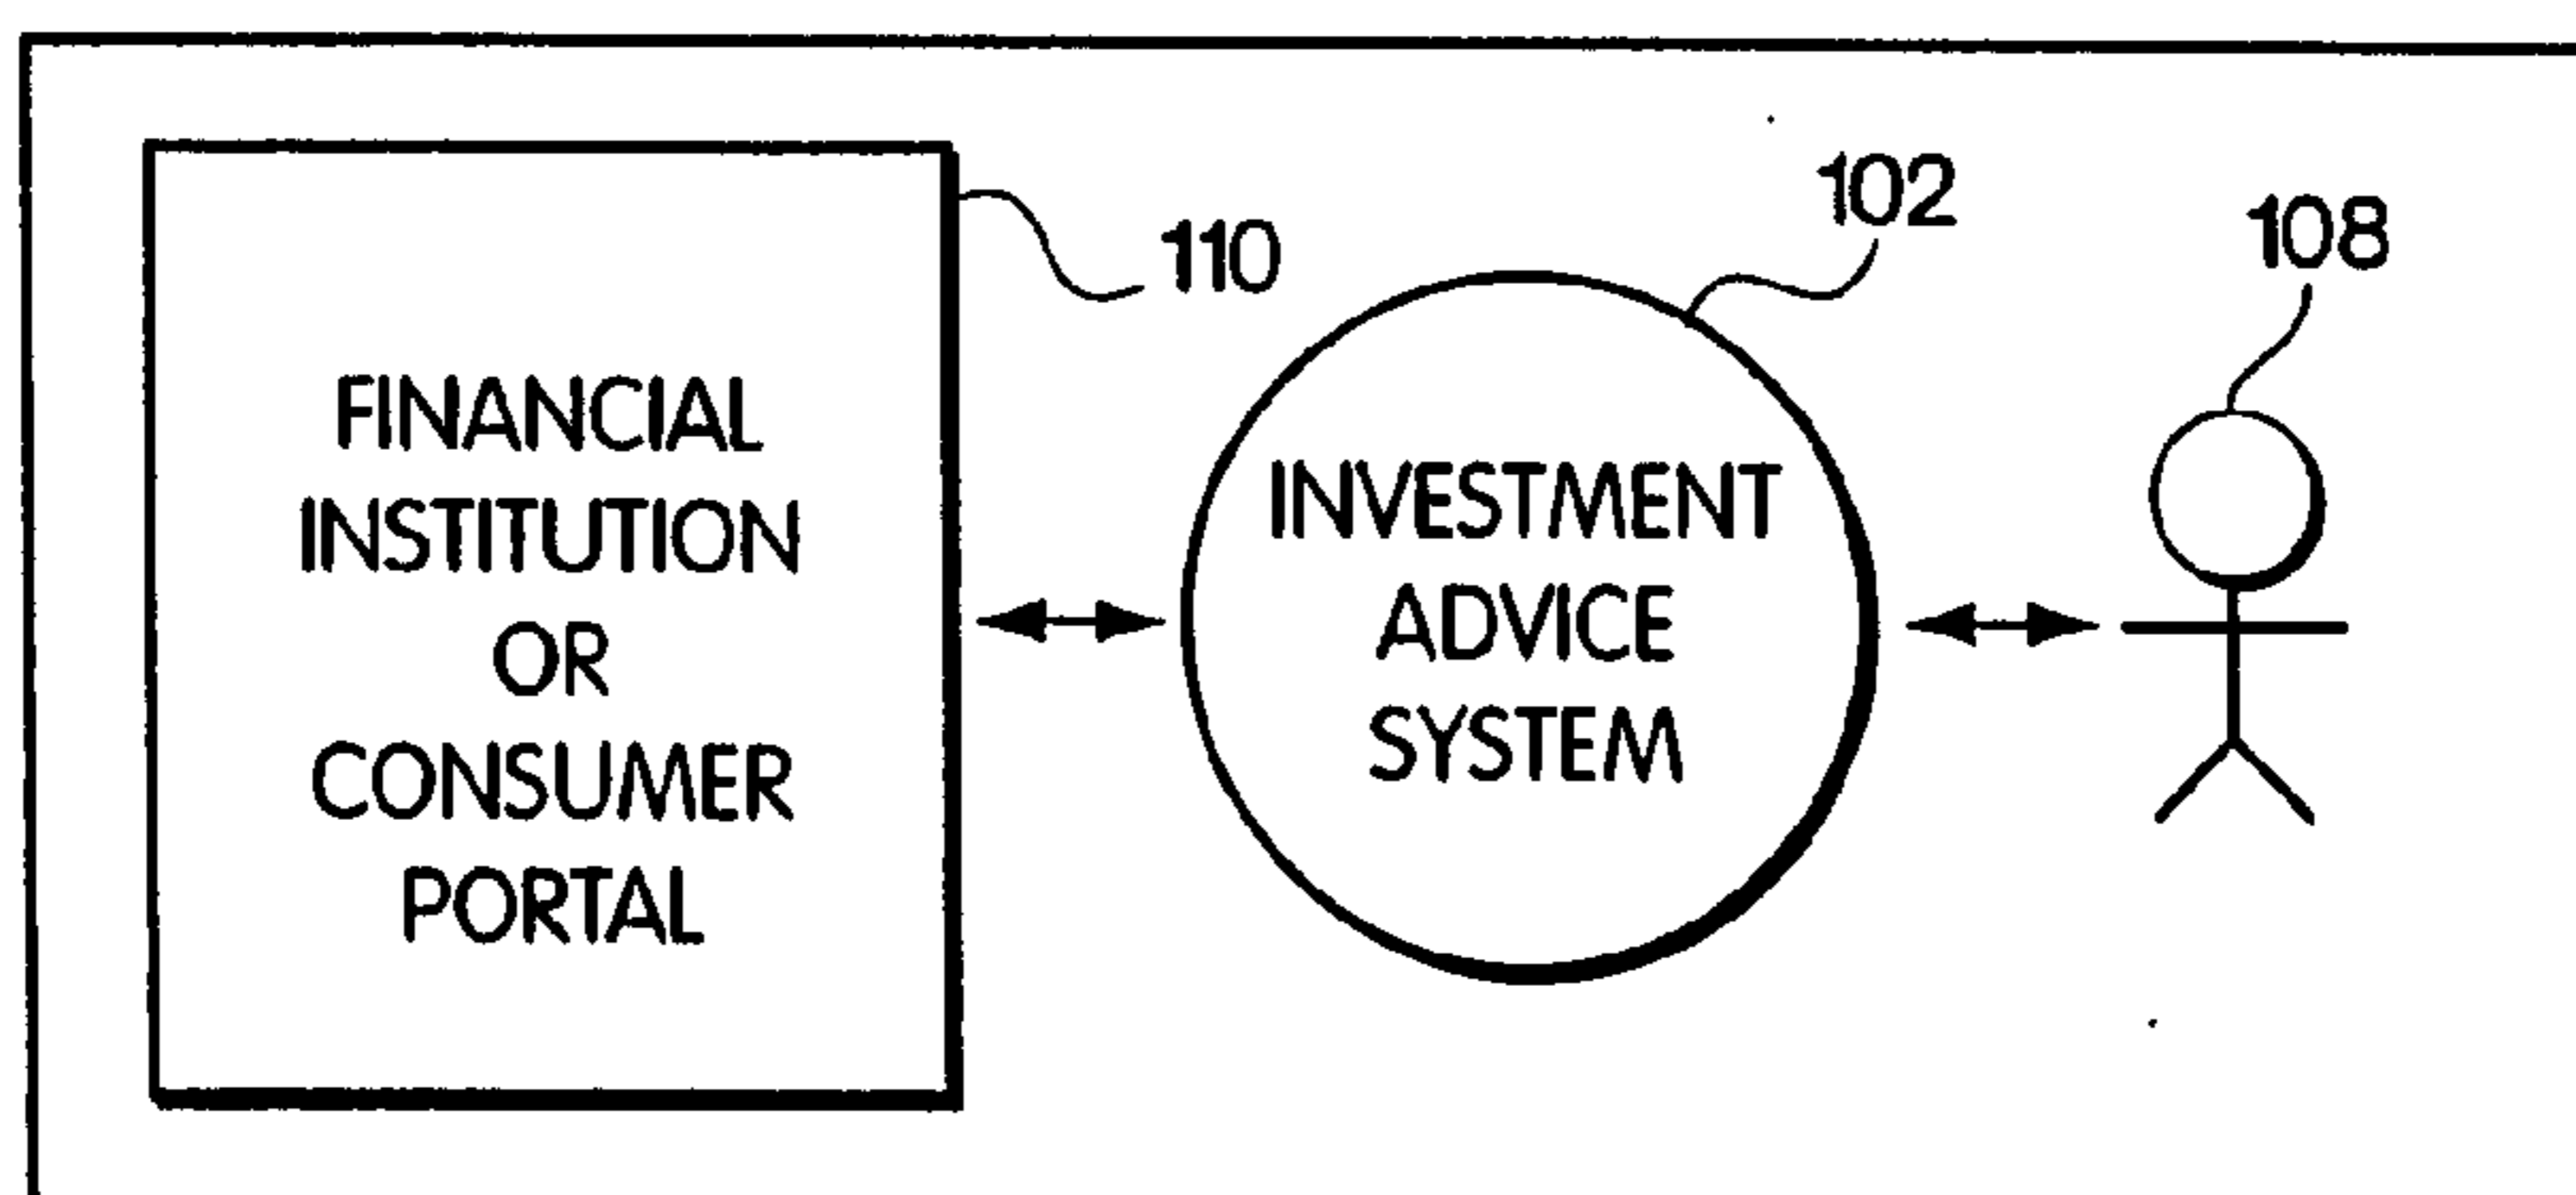 110
102
108
FINANCIAL
INSTITUTION
OR
CONSUMER
PORTAL
INVESTMENT
ADVICE
SYSTEM